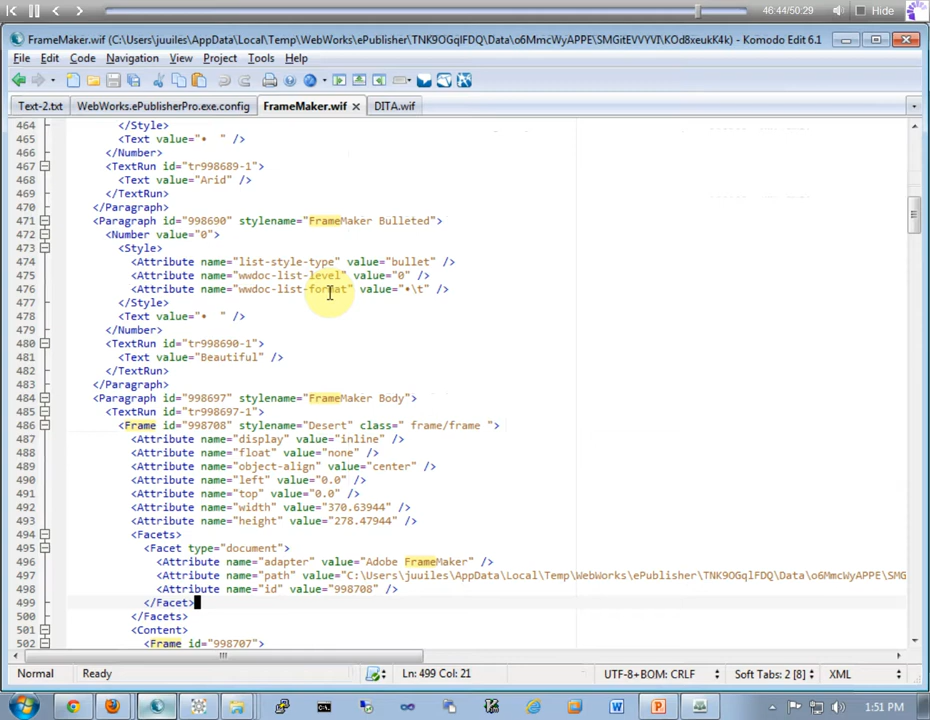 46:44/50:29 Hide
FrameMaker.wif (C:\Users\juuiles\AppData\Local\Temp\WebWorks\ePublisher\TNK9OGqlFDQ\Data\o6MmcWyAPPE\SMGitEVVYVI\KOd8xeukK4k) - Komodo Edit 6.1
File Edit Code Navigation View Project Tools Help
Text-2.txt WebWorks.ePublisherPro.exe.config FrameMaker.wif DITA.wif
464 </Style>
465 <Text value="•  " />
466 </Number>
467 <TextRun id="tr998689-1">
468 <Text value="Arid" />
469 </TextRun>
470 </Paragraph>
471 <Paragraph id="998690" stylename="FrameMaker Bulleted">
472 <Number value="0">
473 <Style>
474 <Attribute name="list-style-type" value="bullet" />
475 <Attribute name="wwdoc-list-level" value="0" />
476 <Attribute name="wwdoc-list-format" value="•\t" />
477 </Style>
478 <Text value="•  " />
479 </Number>
480 <TextRun id="tr998690-1">
481 <Text value="Beautiful" />
482 </TextRun>
483 </Paragraph>
484 <Paragraph id="998697" stylename="FrameMaker Body">
485 <TextRun id="tr998697-1">
486 <Frame id="998708" stylename="Desert" class=" frame/frame ">
487 <Attribute name="display" value="inline" />
488 <Attribute name="float" value="none" />
489 <Attribute name="object-align" value="center" />
490 <Attribute name="left" value="0.0" />
491 <Attribute name="top" value="0.0" />
492 <Attribute name="width" value="370.63944" />
493 <Attribute name="height" value="278.47944" />
494 <Facets>
495 <Facet type="document">
496 <Attribute name="adapter" value="Adobe FrameMaker" />
497 <Attribute name="path" value="C:\Users\juuiles\AppData\Local\Temp\WebWorks\ePublisher\TNK9OGqlFDQ\Data\o6MmcWyAPPE\SMG
498 <Attribute name="id" value="998708" />
499 </Facet>
500 </Facets>
501 <Content>
502 <Frame id="998707">
Normal Ready Ln: 499 Col: 21 UTF-8+BOM: CRLF Soft Tabs: 2 [8] XML
1:51 PM